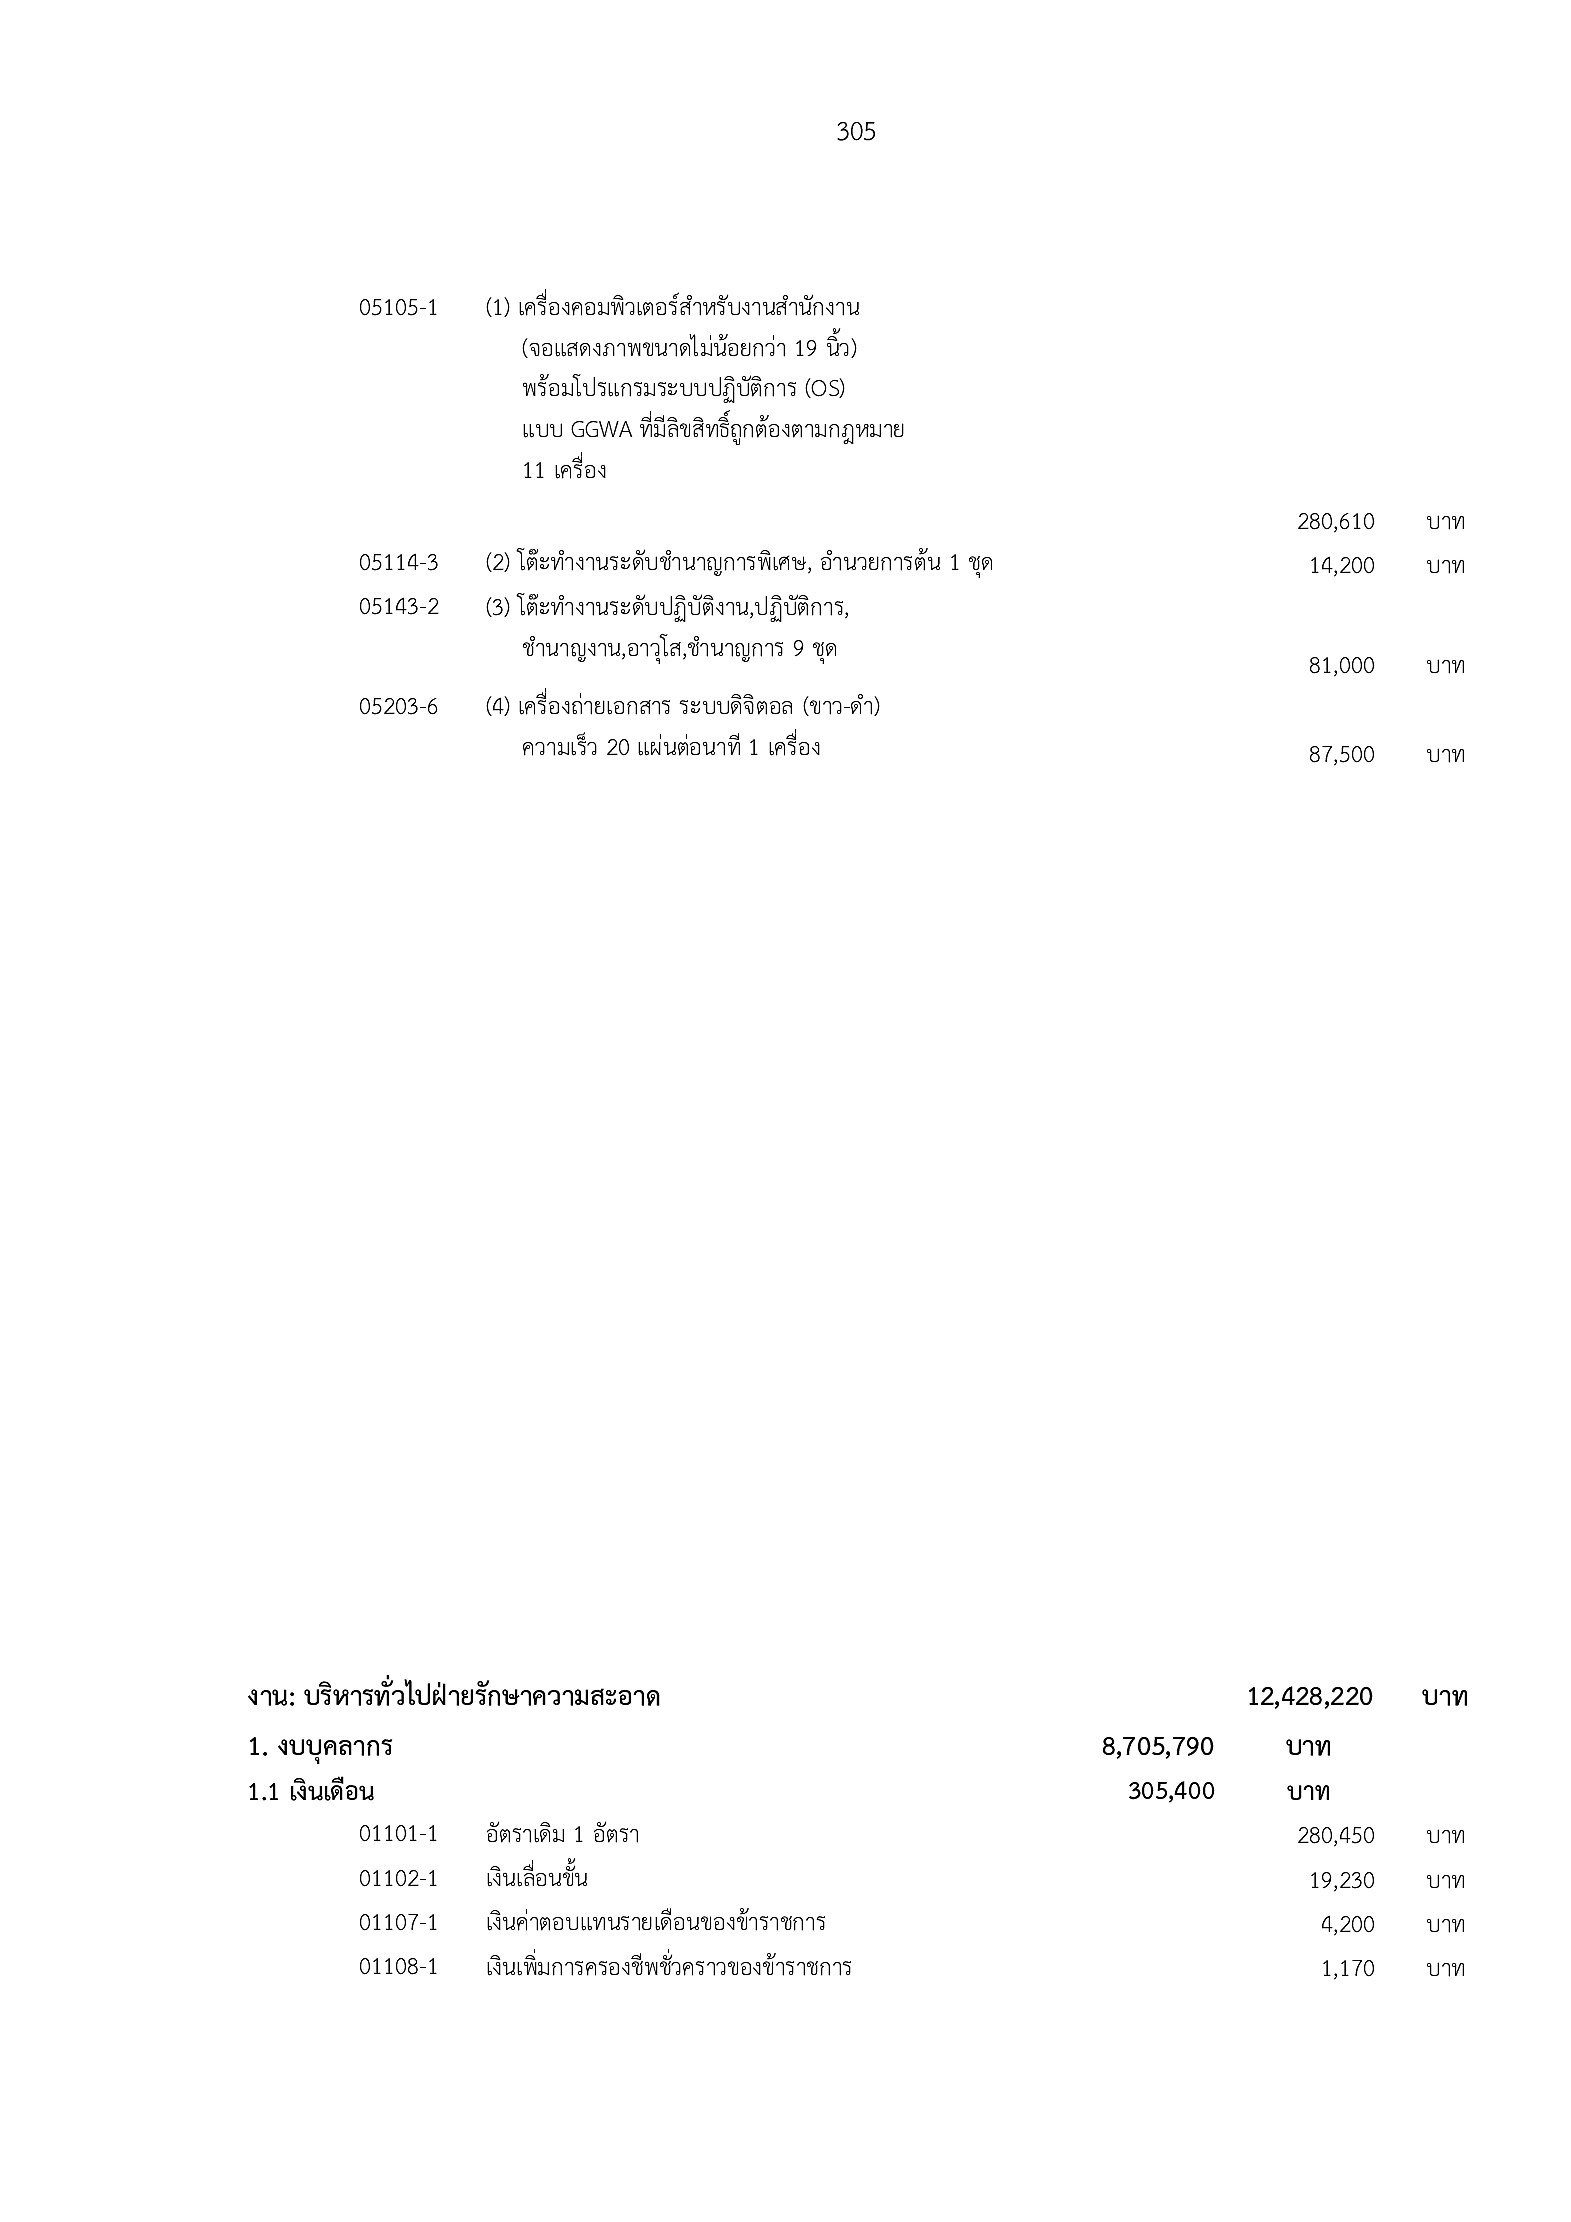 305
05105-1 (1) เครื่องคอมพิวเตอร์สำหรับงานสำนักงาน
(จอแสดงภาพขนาดไม่น้อยกว่า 19 นิ้ว)
พร้อมโปรแกรมระบบปฏิบัติการ (OS)
แบบ GGWA ที่มีลิขสิทธิ์ถูกต้องตามกฎหมาย
11 เครื่อง
280,610 บาท
05114-3 (2) โต๊ะทำงานระดับชำนาญการพิเศษ, อำนวยการต้น 1 ชุด 14,200 บาท
05143-2 (3) โต๊ะทำงานระดับปฏิบัติงาน,ปฏิบัติการ,
ชำนาญงาน,อาวุโส,ชำนาญการ 9 ชุด 81,000 บาท
05203-6 (4) เครื่องถ่ายเอกสาร ระบบดิจิตอล (ขาว-ดำ)
ความเร็ว 20 แผ่นต่อนาที 1 เครื่อง 87,500 บาท
งาน: บริหารทั่วไปฝ่ายรักษาความสะอาด 12,428,220 บาท
1. งบบุคลากร 8,705,790 บาท
1.1 เงินเดือน 305,400 บาท
01101-1 อัตราเดิม 1 อัตรา 280,450 บาท
01102-1 เงินเลื่อนขั้น 19,230 บาท
01107-1 เงินค่าตอบแทนรายเดือนของข้าราชการ 4,200 บาท
01108-1 เงินเพิ่มการครองชีพชั่วคราวของข้าราชการ 1,170 บาท